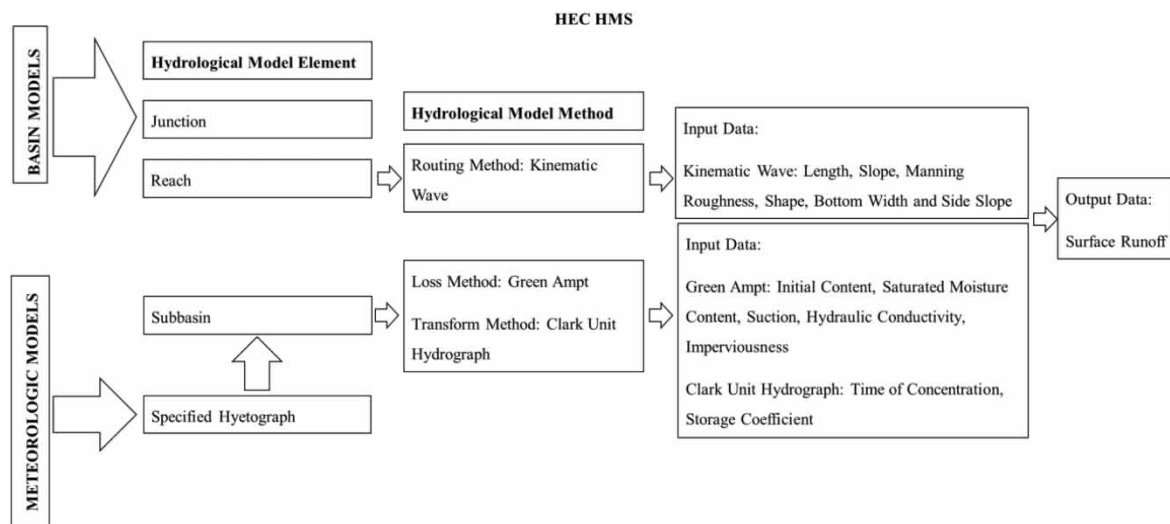 HEC HMS
BASIN MODELS
Hydrological Model Element
Junction
Reach
Hydrological Model Method
Routing Method: Kinematic
Wave
Input Data:
Kinematic Wave: Length, Slope, Manning
Roughness, Shape, Bottom Width and Side Slope
Output Data:
Surface Runoff
METEOROLOGIC MODELS
Subbasin
Specified Hyetograph
Loss Method: Green Ampt
Transform Method: Clark Unit
Hydrograph
Input Data:
Green Ampt: Initial Content, Saturated Moisture
Content, Suction, Hydraulic Conductivity,
Imperviousness
Clark Unit Hydrograph: Time of Concentration,
Storage Coefficient